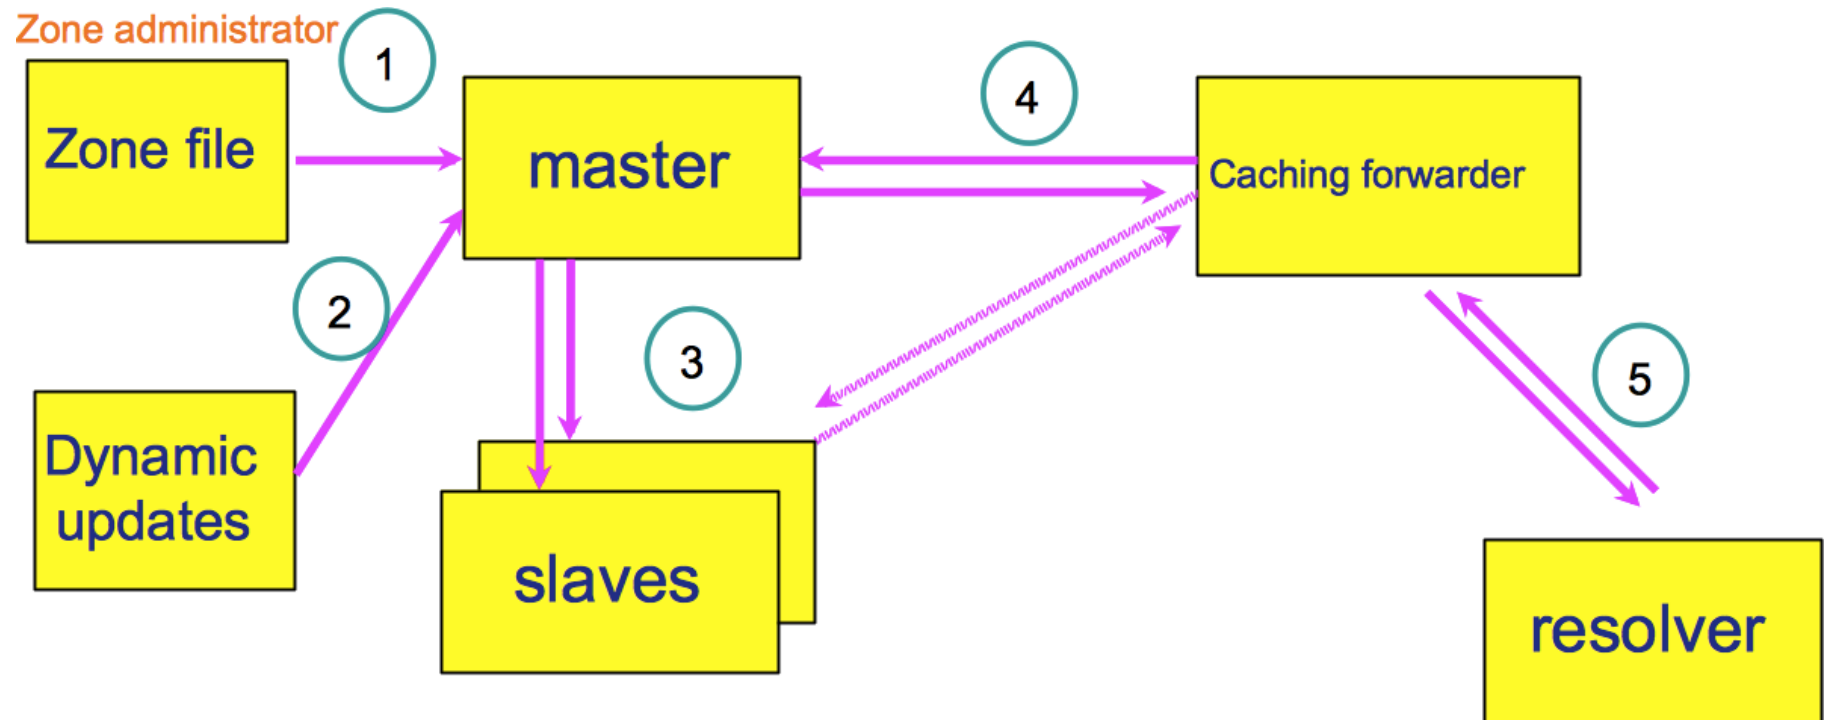 Zone administrator
1
Zone file
master
4
Caching forwarder
2
3
5
Dynamic
updates
slaves
resolver